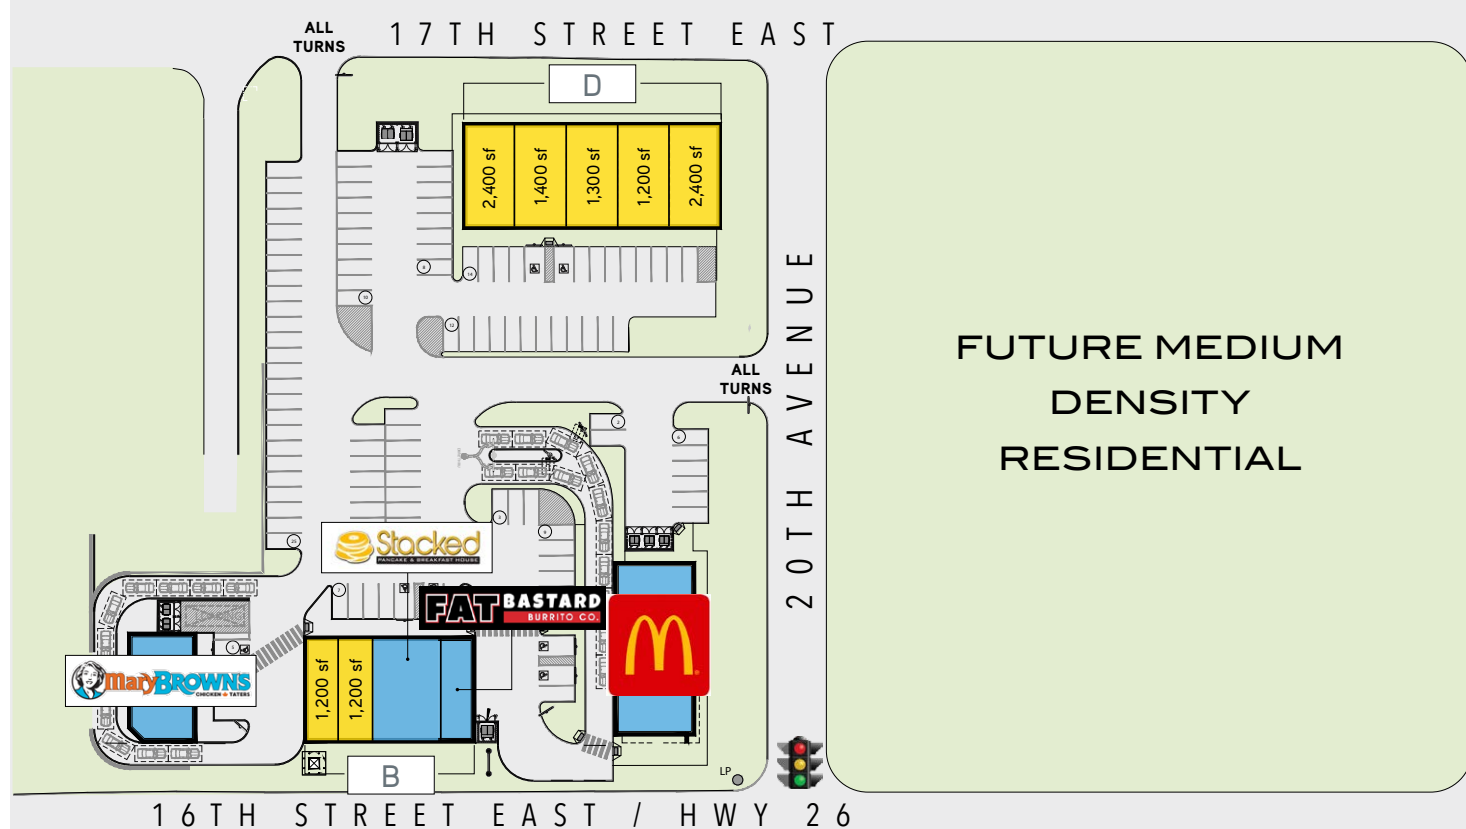 17TH STREET EAST
ALL
TURNS
D
2,400 sf
1,400 sf
1,300 sf
1,200 sf
2,400 sf
20TH AVENUE
ALL
TURNS
FUTURE MEDIUM
DENSITY
RESIDENTIAL
Stacked
PANCAKE & BREAKFAST HOUSE
FAT BASTARD
BURRITO CO.
maryBROWNS
CHICKEN TATERS
1,200 sf
1,200 sf
B
LP
16TH STREET EAST / HWY 26